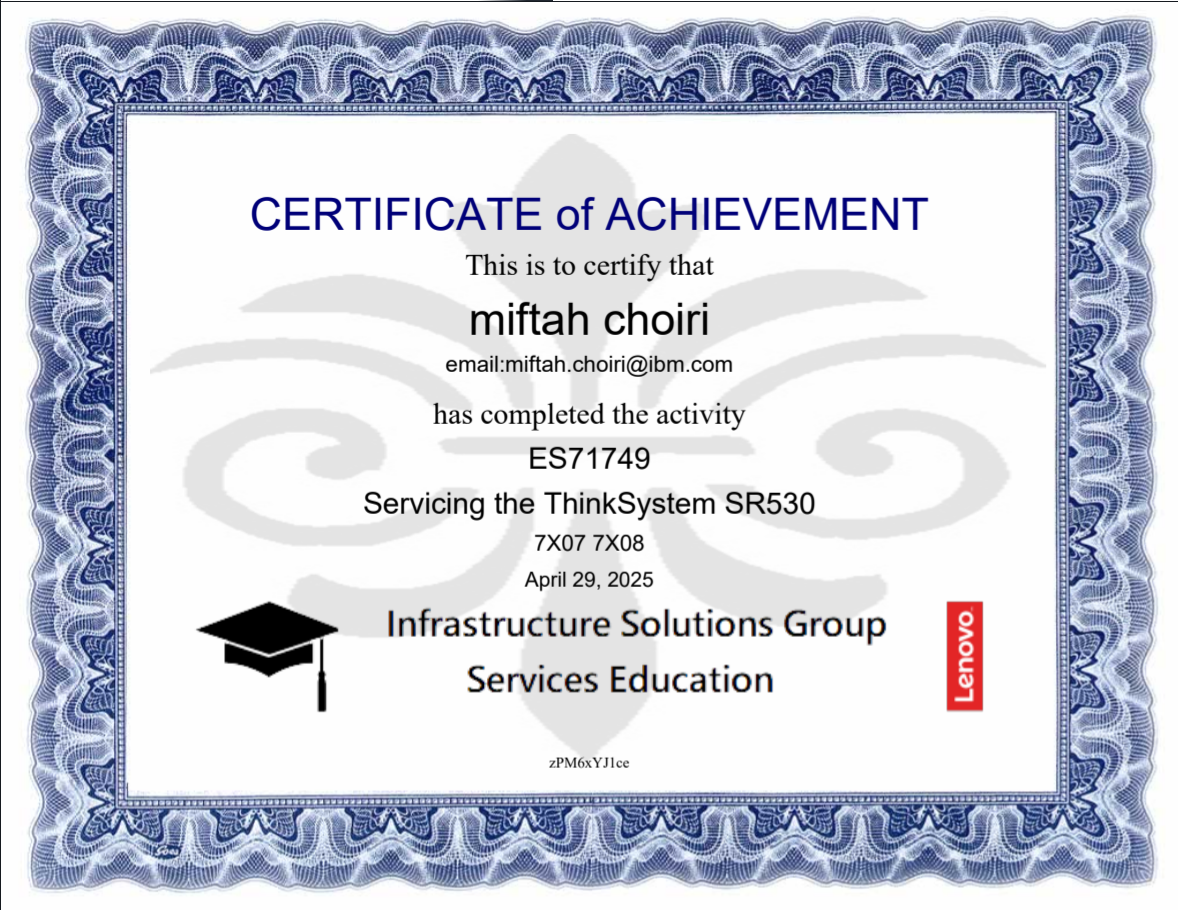 CERTIFICATE of ACHIEVEMENT
This is to certify that
miftah choiri
email:miftah.choiri@ibm.com
has completed the activity
ES71749
Servicing the ThinkSystem SR530
7X07 7X08
April 29, 2025
Infrastructure Solutions Group
Services Education
Lenovo
zPM6xYJ1ce